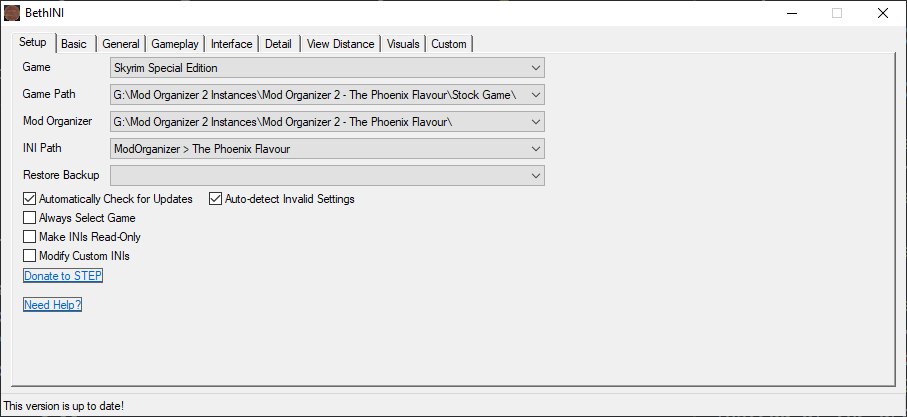 BethINI
Setup Basic General Gameplay Interface Detail View Distance Visuals Custom
Game Skyrim Special Edition
Game Path G:\Mod Organizer 2 Instances\Mod Organizer 2 - The Phoenix Flavour\Stock Game\
Mod Organizer G:\Mod Organizer 2 Instances\Mod Organizer 2 - The Phoenix Flavour\
INI Path ModOrganizer > The Phoenix Flavour
Restore Backup
Automatically Check for Updates Auto-detect Invalid Settings
Always Select Game
Make INIs Read-Only
Modify Custom INIs
Donate to STEP
Need Help?
This version is up to date!